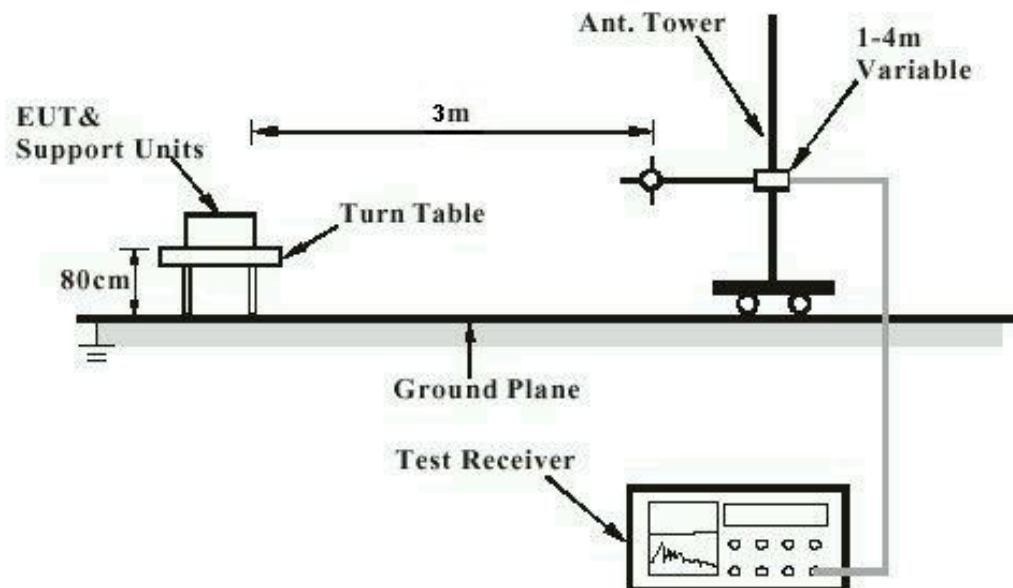 Ant. Tower
1-4m
Variable
3m
EUT&
Support Units
Turn Table
80cm
Ground Plane
Test Receiver